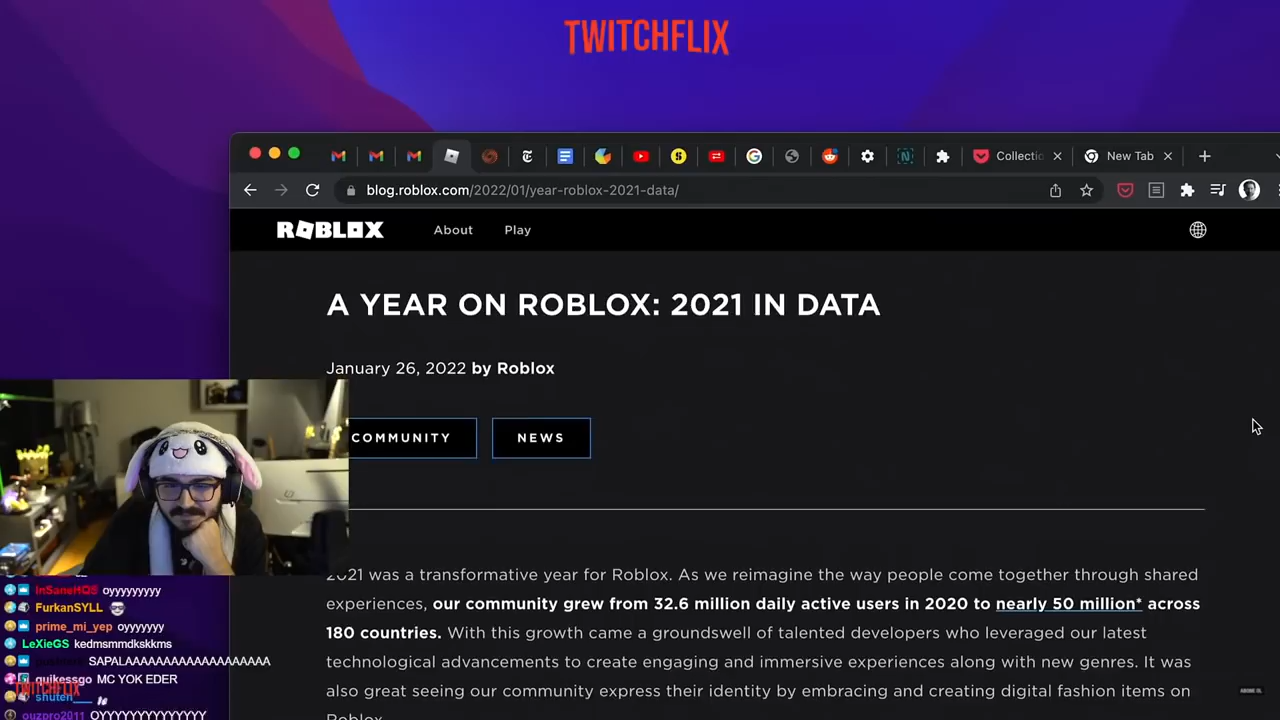 TWITCHFLIX
Collectic
New Tab
blog.roblox.com/2022/01/year-roblox-2021-data/
ROBLOX
About
Play
A YEAR ON ROBLOX: 2021 IN DATA
January 26, 2022 by Roblox
COMMUNITY
NEWS
2021 was a transformative year for Roblox. As we reimagine the way people come together through shared
experiences, our community grew from 32.6 million daily active users in 2020 to nearly 50 million* across
180 countries. With this growth came a groundswell of talented developers who leveraged our latest
technological advancements to create engaging and immersive experiences along with new genres. It was
also great seeing our community express their identity by embracing and creating digital fashion items on
Roblox.
InSaneHQS oyyyyyyyy
FurkanSYLL
prime_mi_yep oyyyyyy
LeXieGS kedmsmmdkskkms
SAPALAAAAAAAAAAAAAAAAAAA
quikessgo MC YOK EDER
TWITCHFLIX
shuten___
ouzpro2011 OYYYYYYYYYYYYYY